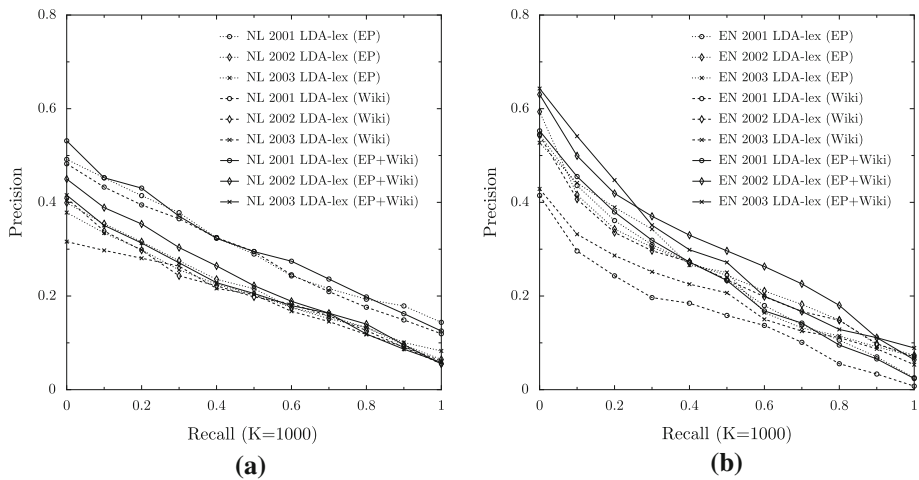 0.8
0.6
0.4
0.2
0
Precision
0 0.2 0.4 0.6 0.8 1
Recall (K=1000)
NL 2001 LDA-lex (EP)
NL 2002 LDA-lex (EP)
NL 2003 LDA-lex (EP)
NL 2001 LDA-lex (Wiki)
NL 2002 LDA-lex (Wiki)
NL 2003 LDA-lex (Wiki)
NL 2001 LDA-lex (EP+Wiki)
NL 2002 LDA-lex (EP+Wiki)
NL 2003 LDA-lex (EP+Wiki)
(a)
0.8
0.6
0.4
0.2
0
Precision
0 0.2 0.4 0.6 0.8 1
Recall (K=1000)
EN 2001 LDA-lex (EP)
EN 2002 LDA-lex (EP)
EN 2003 LDA-lex (EP)
EN 2001 LDA-lex (Wiki)
EN 2002 LDA-lex (Wiki)
EN 2003 LDA-lex (Wiki)
EN 2001 LDA-lex (EP+Wiki)
EN 2002 LDA-lex (EP+Wiki)
EN 2003 LDA-lex (EP+Wiki)
(b)